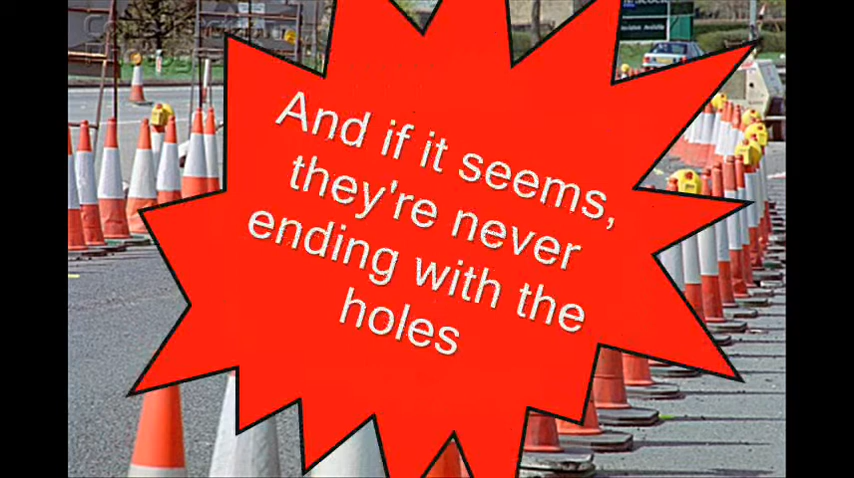 And if it seems,
they're never
ending with the
holes